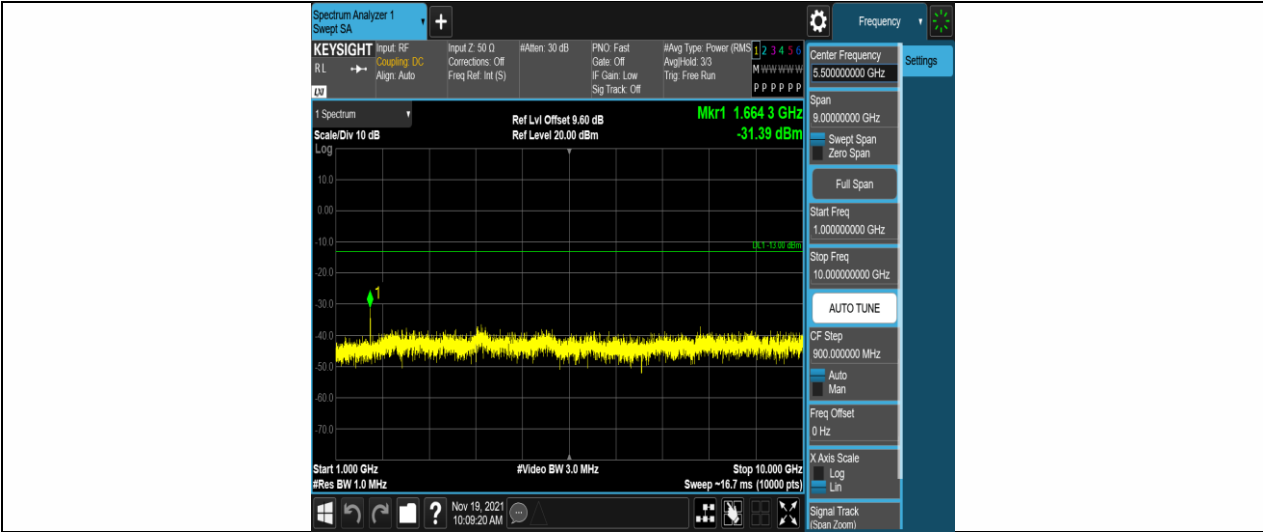 Spectrum Analyzer 1
Swept SA
+
Frequency
KEYSIGHT
RL
LXI
Input: RF
Coupling: DC
Align: Auto
Input Z: 50 Ω
Corrections: Off
Freq Ref: Int (S)
#Atten: 30 dB
PNO: Fast
Gate: Off
IF Gain: Low
Sig Track: Off
#Avg Type: Power (RMS
Avg|Hold: 3/3
Trig: Free Run
1 2 3 4 5 6
M W W W W W
P P P P P P
1 Spectrum
Scale/Div 10 dB
Log
Ref Lvl Offset 9.60 dB
Ref Level 20.00 dBm
Mkr1 1.664 3 GHz
-31.39 dBm
10.0
0.00
-10.0
DL1 -13.00 dBm
-20.0
1
-30.0
-40.0
-50.0
-60.0
-70.0
Start 1.000 GHz
#Res BW 1.0 MHz
#Video BW 3.0 MHz
Stop 10.000 GHz
Sweep ~16.7 ms (10000 pts)
Center Frequency
5.500000000 GHz
Settings
Span
9.00000000 GHz
Swept Span
Zero Span
Full Span
Start Freq
1.000000000 GHz
Stop Freq
10.000000000 GHz
AUTO TUNE
CF Step
900.000000 MHz
Auto
Man
Freq Offset
0 Hz
X Axis Scale
Log
Lin
Signal Track
(Span Zoom)
?
Nov 19, 2021
10:09:20 AM